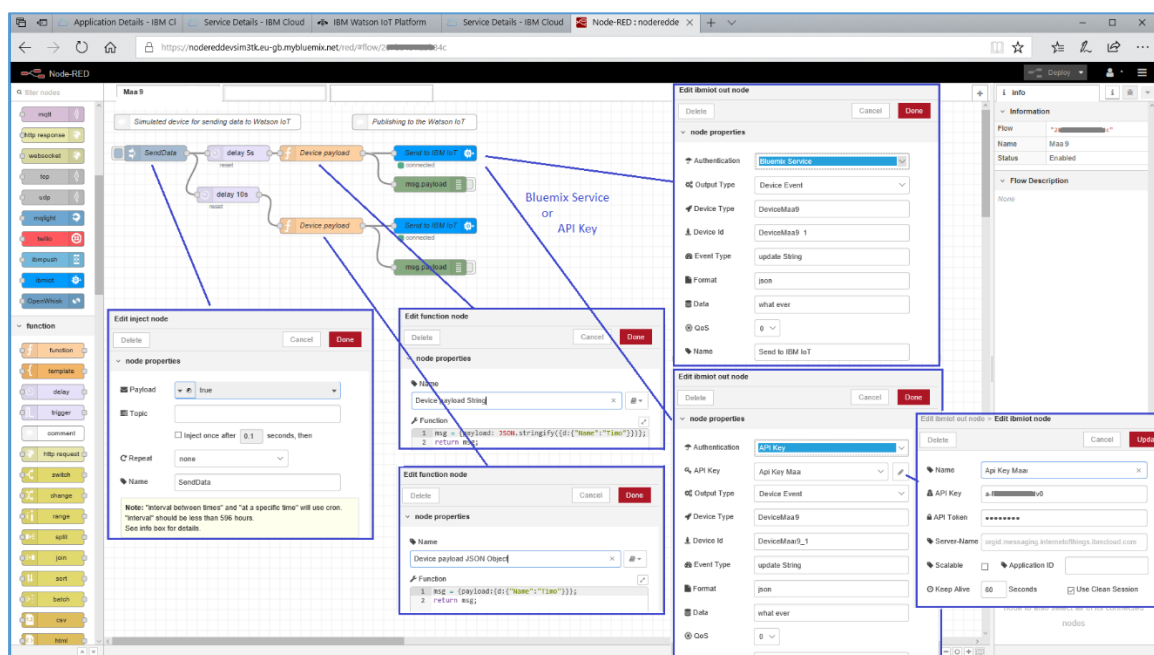 Application Details - IBM Cl
Service Details - IBM Cloud
IBM Watson IoT Platform
Service Details - IBM Cloud
Node-RED : noderedde
Node-RED
Deploy
filter nodes
mqtt
http response
websocket
tcp
udp
mqlight
hello
ibmpush
ibmiot
OpenWhisk
function
function
template
delay
trigger
comment
http request
switch
change
range
split
join
sort
batch
csv
html
Maa 9
Simulated device for sending data to Watson IoT
Publishing to the Watson IoT
SendData
delay 5s
reset
Device payload
Send to IBM IoT
connected
msg.payload
delay 10s
reset
Device payload
Send to IBM IoT
connected
msg.payload
Bluemix Service
or
API Key
Edit inject node
Delete
Cancel
Done
node properties
Payload
true
Topic
Inject once after 0.1 seconds, then
Repeat
none
Name
SendData
Note: "Interval between times" and "at a specific time" will use cron.
"Interval" should be less than 596 hours.
See info box for details.
Edit function node
Delete
Cancel
Done
node properties
Name
Device payload String
Function
1 msg = {payload: JSON.stringify({d:{"Name":"Timo"}})};
2 return msg;
Edit function node
Delete
Cancel
Done
node properties
Name
Device payload JSON Object
Function
1 msg = {payload:{d:{"Name":"Timo"}}};
2 return msg;
Edit ibmiot out node
Delete
Cancel
Done
node properties
Authentication
Bluemix Service
Output Type
Device Event
Device Type
DeviceMaa9
Device Id
DeviceMaa9_1
Event Type
update String
Format
json
Data
what ever
QoS
0
Name
Send to IBM IoT
Edit ibmiot out node
Delete
Cancel
Done
node properties
Authentication
API Key
API Key
Api Key Maa
Output Type
Device Event
Device Type
DeviceMaa9
Device Id
DeviceMaa9_1
Event Type
update String
Format
json
Data
what ever
QoS
0
Edit ibmiot out node > Edit ibmiot node
Delete
Cancel
Upda
Name
Api Key Maa
API Key
API Token
Server-Name
orgid.messaging.internetofthings.ibmcloud.com
Scalable
Application ID
Keep Alive 60 Seconds
Use Clean Session
nodes
info
Information
Flow
Name
Maa 9
Status
Enabled
Flow Description
None